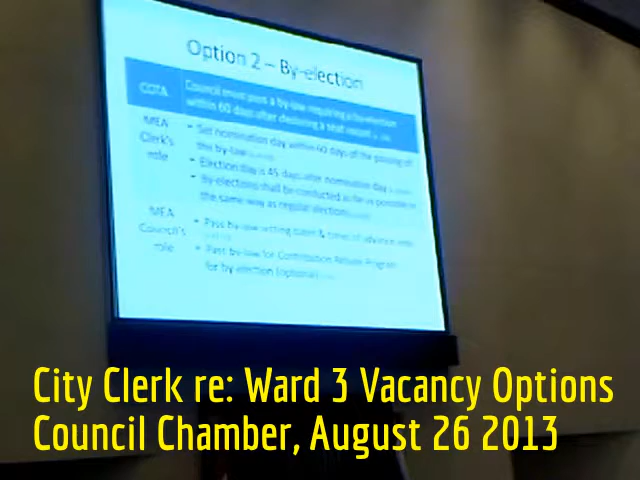 Option 2 – By-election
COTA
Council must pass a by-law requiring a by-election
within 60 days after declaring a seat vacant
MEA
Clerk's
role
• Set nomination day within 60 days of the passing of
the by-law
• Election day is 45 days after nomination day
• By-elections shall be conducted as far as possible in
the same way as regular elections
MEA
Council's
role
• Pass by-law setting dates & times of advance vote
• Pass by-law for Contribution Rebate Program
for by election (optional)
City Clerk re: Ward 3 Vacancy Options
Council Chamber, August 26 2013